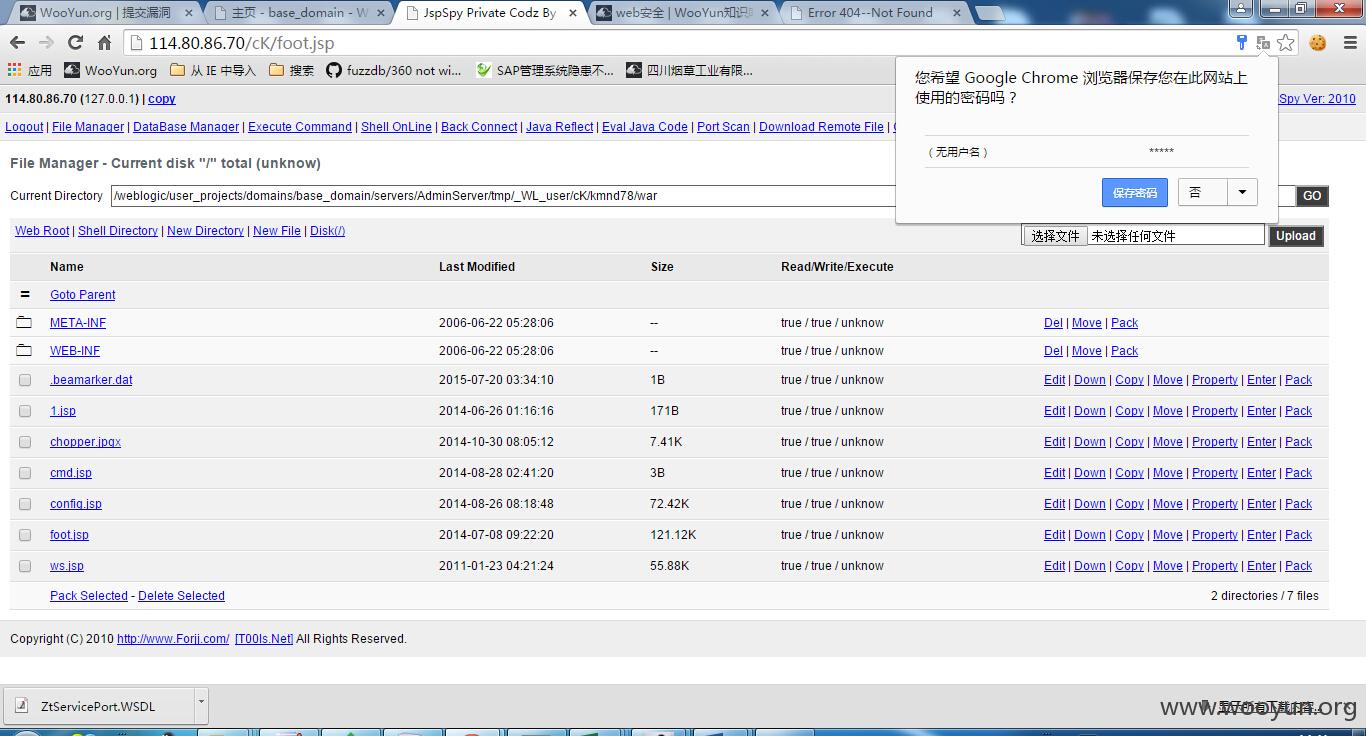 WooYun.org | 提交漏洞
主页 - base_domain - W
JspSpy Private Codz By
web安全 | WooYun知识
Error 404--Not Found
114.80.86.70/cK/foot.jsp
应用
WooYun.org
从 IE 中导入
搜索
fuzzdb/360 not wi...
SAP管理系统隐患不...
四川烟草工业有限...
您希望 Google Chrome 浏览器保存您在此网站上
使用的密码吗？
（无用户名） *****
保存密码 否
114.80.86.70 (127.0.0.1) | copy
Spy Ver: 2010
Logout | File Manager | DataBase Manager | Execute Command | Shell OnLine | Back Connect | Java Reflect | Eval Java Code | Port Scan | Download Remote File |
File Manager - Current disk "/" total (unknow)
Current Directory /weblogic/user_projects/domains/base_domain/servers/AdminServer/tmp/_WL_user/cK/kmnd78/war GO
Web Root | Shell Directory | New Directory | New File | Disk(/)
选择文件 未选择任何文件 Upload
Name Last Modified Size Read/Write/Execute
= Goto Parent
META-INF 2006-06-22 05:28:06 -- true / true / unknow Del | Move | Pack
WEB-INF 2006-06-22 05:28:06 -- true / true / unknow Del | Move | Pack
.beamarker.dat 2015-07-20 03:34:10 1B true / true / unknow Edit | Down | Copy | Move | Property | Enter | Pack
1.jsp 2014-06-26 01:16:16 171B true / true / unknow Edit | Down | Copy | Move | Property | Enter | Pack
chopper.jpgx 2014-10-30 08:05:12 7.41K true / true / unknow Edit | Down | Copy | Move | Property | Enter | Pack
cmd.jsp 2014-08-28 02:41:20 3B true / true / unknow Edit | Down | Copy | Move | Property | Enter | Pack
config.jsp 2014-08-26 08:18:48 72.42K true / true / unknow Edit | Down | Copy | Move | Property | Enter | Pack
foot.jsp 2014-07-08 09:22:20 121.12K true / true / unknow Edit | Down | Copy | Move | Property | Enter | Pack
ws.jsp 2011-01-23 04:21:24 55.88K true / true / unknow Edit | Down | Copy | Move | Property | Enter | Pack
Pack Selected - Delete Selected 2 directories / 7 files
Copyright (C) 2010 http://www.Forjj.com/ [T00ls.Net] All Rights Reserved.
ZtServicePort.WSDL
显示所有下载内容...
www.wooyun.org